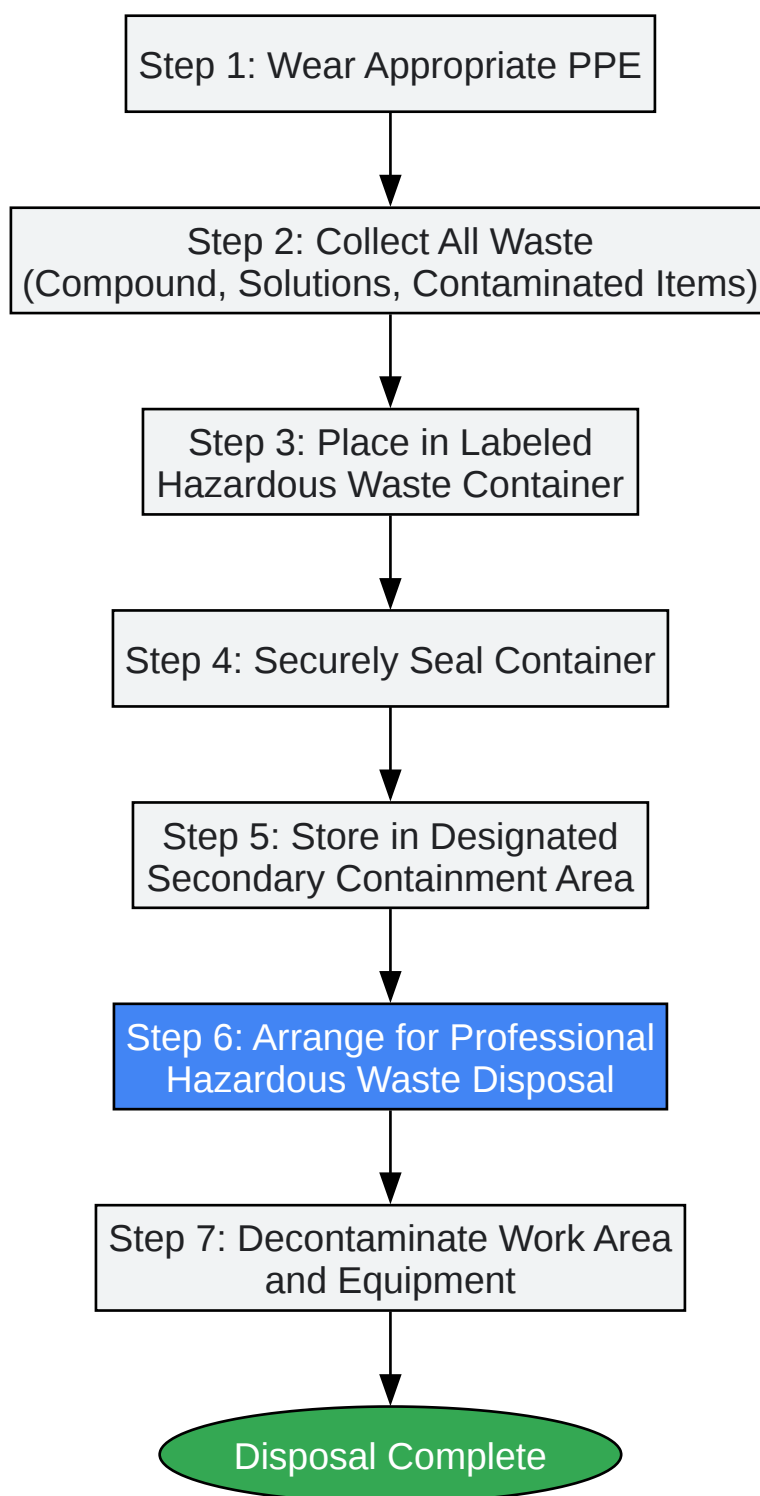 Step 1: Wear Appropriate PPE
Step 2: Collect All Waste
(Compound, Solutions, Contaminated Items)
Step 3: Place in Labeled
Hazardous Waste Container
Step 4: Securely Seal Container
Step 5: Store in Designated
Secondary Containment Area
Step 6: Arrange for Professional
Hazardous Waste Disposal
Step 7: Decontaminate Work Area
and Equipment
Disposal Complete